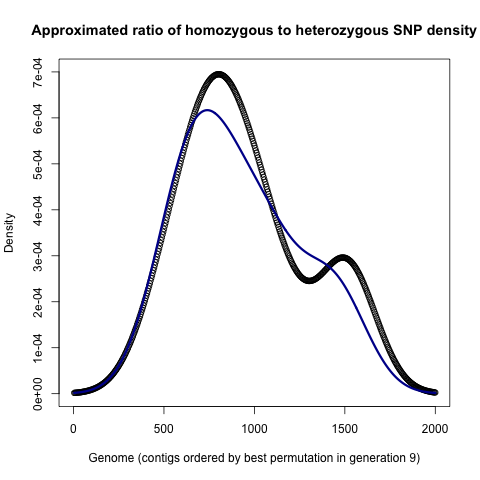 Approximated ratio of homozygous to heterozygous SNP density
7e-04
6e-04
5e-04
4e-04
3e-04
2e-04
1e-04
0e+00
Density
0 500 1000 1500 2000
Genome (contigs ordered by best permutation in generation 9)